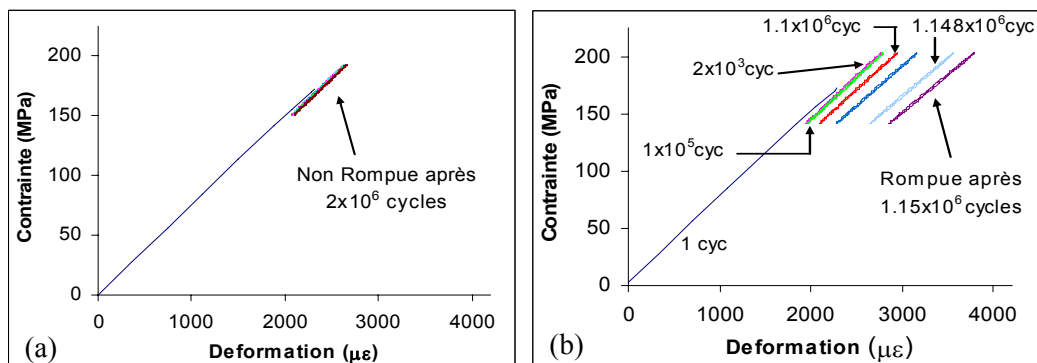 200
150
100
50
0
Contrainte (MPa)
Non Rompue après
2x10⁶ cycles
0 1000 2000 3000 4000
(a)
Deformation (με)
1.1x10⁶cyc 1.148x10⁶cyc
2x10³cyc
200
150
100
50
0
Contrainte (MPa)
1x10⁵cyc
Rompue après
1.15x10⁶cycles
1 cyc
0 1000 2000 3000 4000
(b)
Deformation (με)